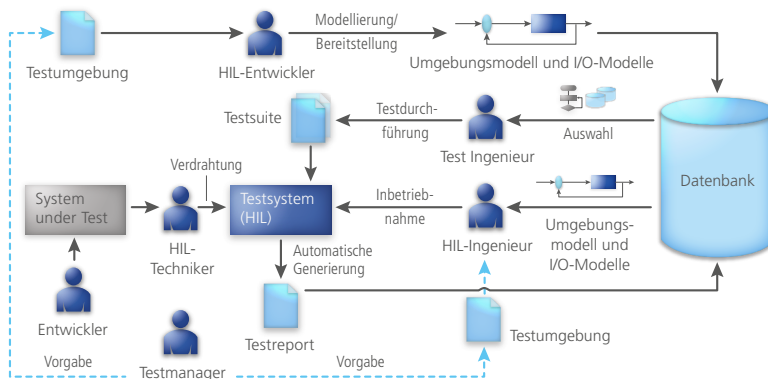 Modellierung/
Bereitstellung
Testumgebung
HIL-Entwickler
Umgebungsmodell und I/O-Modelle
Testsuite
Testdurch-
führung
Test Ingenieur
Auswahl
Datenbank
Verdrahtung
System
under Test
HIL-
Techniker
Testsystem
(HIL)
Inbetrieb-
nahme
HIL-Ingenieur
Umgebungs-
modell und
I/O-Modelle
Automatische
Generierung
Entwickler
Testreport
Testumgebung
Vorgabe
Testmanager
Vorgabe